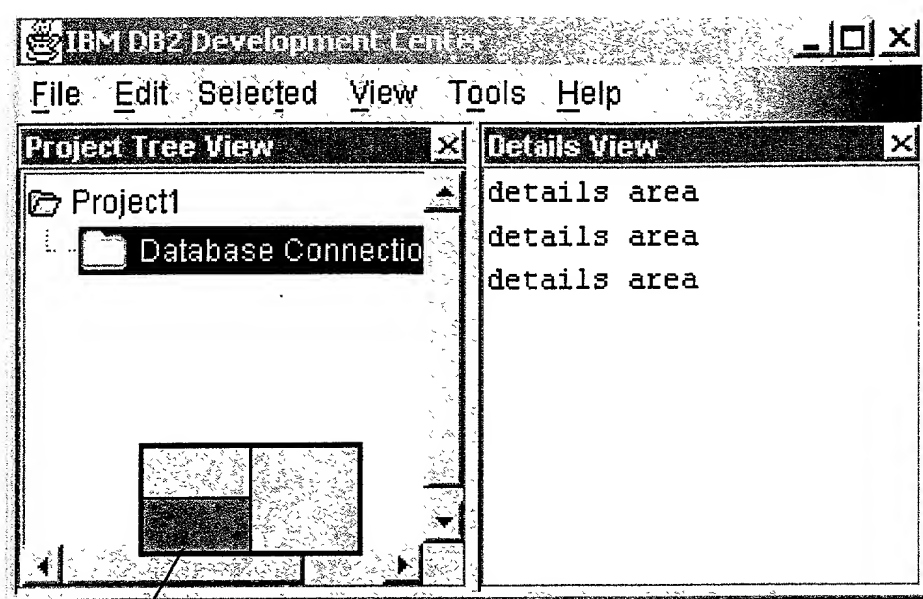 IBM DB2 Development Center
File Edit Selected View Tools Help
Project Tree View
Project1
Database Connectio
Details View
details area
details area
details area